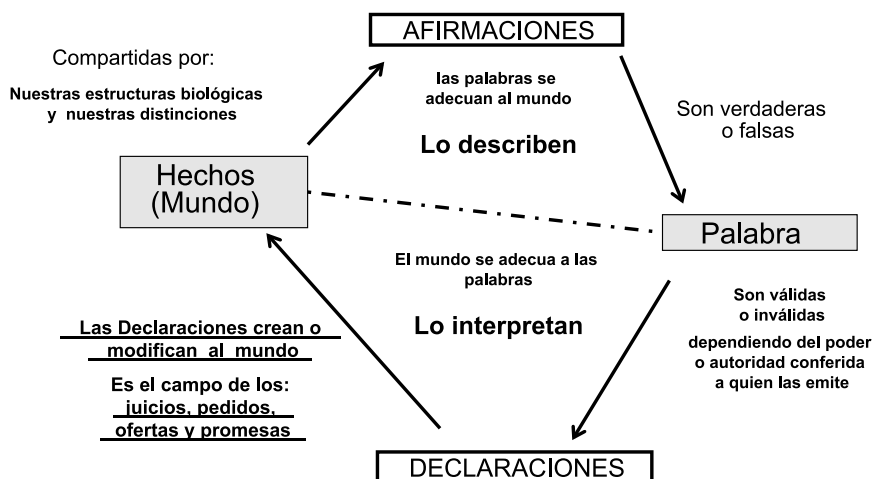 AFIRMACIONES
Compartidas por:
Nuestras estructuras biológicas
y nuestras distinciones
las palabras se
adecuan al mundo
Lo describen
Son verdaderas
o falsas
Hechos
(Mundo)
Palabra
El mundo se adecua a las
palabras
Lo interpretan
Son válidas
o inválidas
dependiendo del poder
o autoridad conferida
a quien las emite
Las Declaraciones crean o
modifican al mundo
Es el campo de los:
juicios, pedidos,
ofertas y promesas
DECLARACIONES